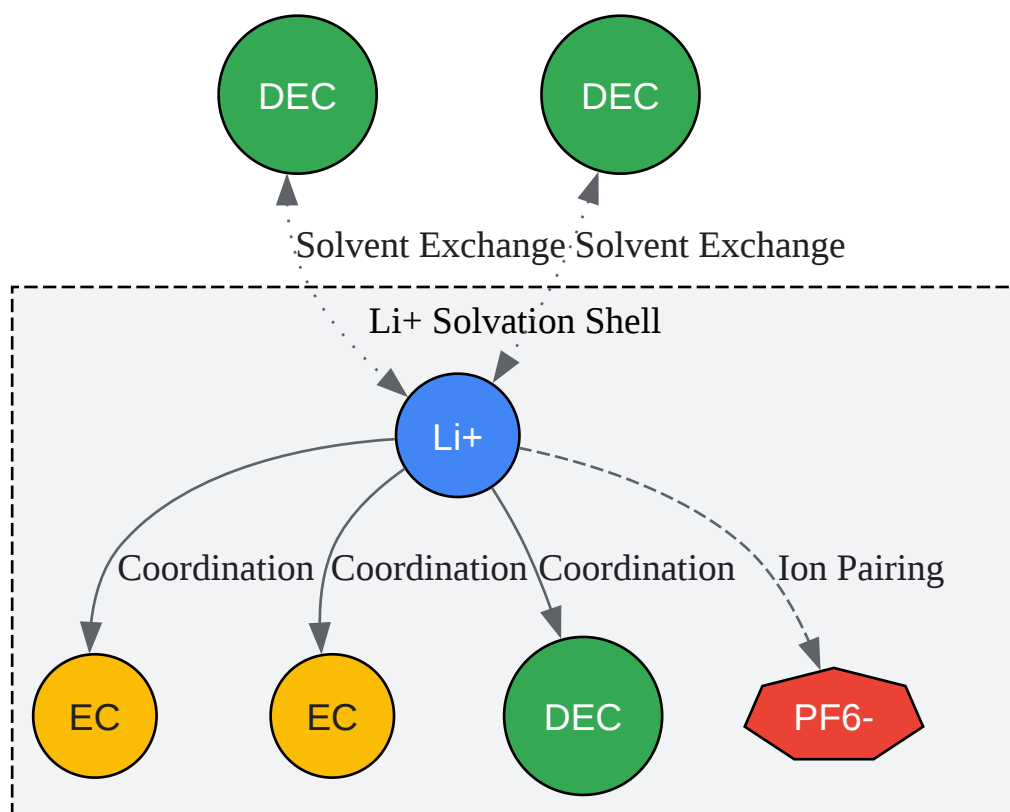 DEC
DEC
Solvent Exchange
Solvent Exchange
Li+ Solvation Shell
Li+
Coordination
Coordination
Coordination
Ion Pairing
EC
EC
DEC
PF6-